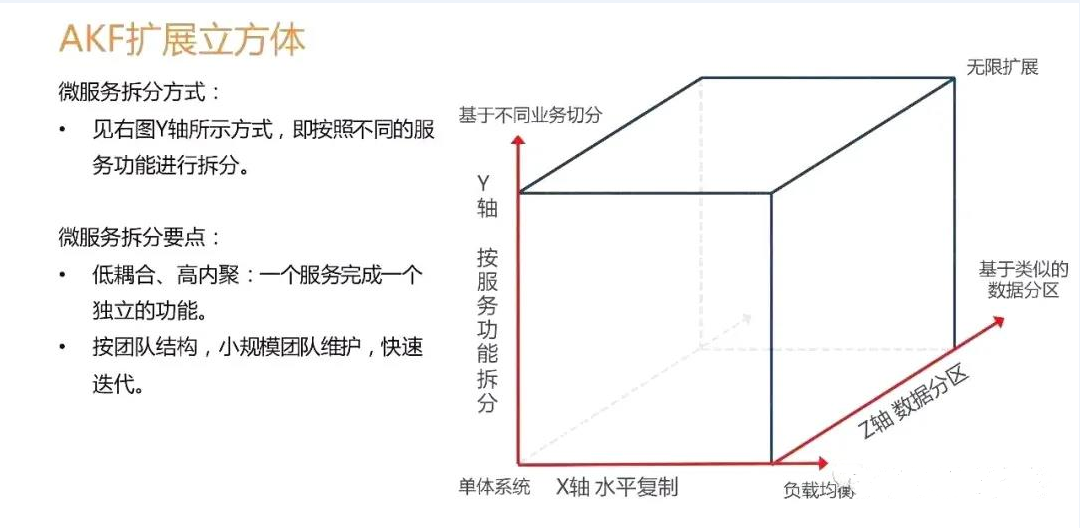 AKF扩展立方体
微服务拆分方式：
• 见右图Y轴所示方式，即按照不同的服
务功能进行拆分。
微服务拆分要点：
• 低耦合、高内聚：一个服务完成一个
独立的功能。
• 按团队结构，小规模团队维护，快速
迭代。
无限扩展
基于不同业务切分
Y
轴
按
服
务
功
能
拆
分
基于类似的
数据分区
Z轴 数据分区
单体系统
X轴 水平复制
负载均衡